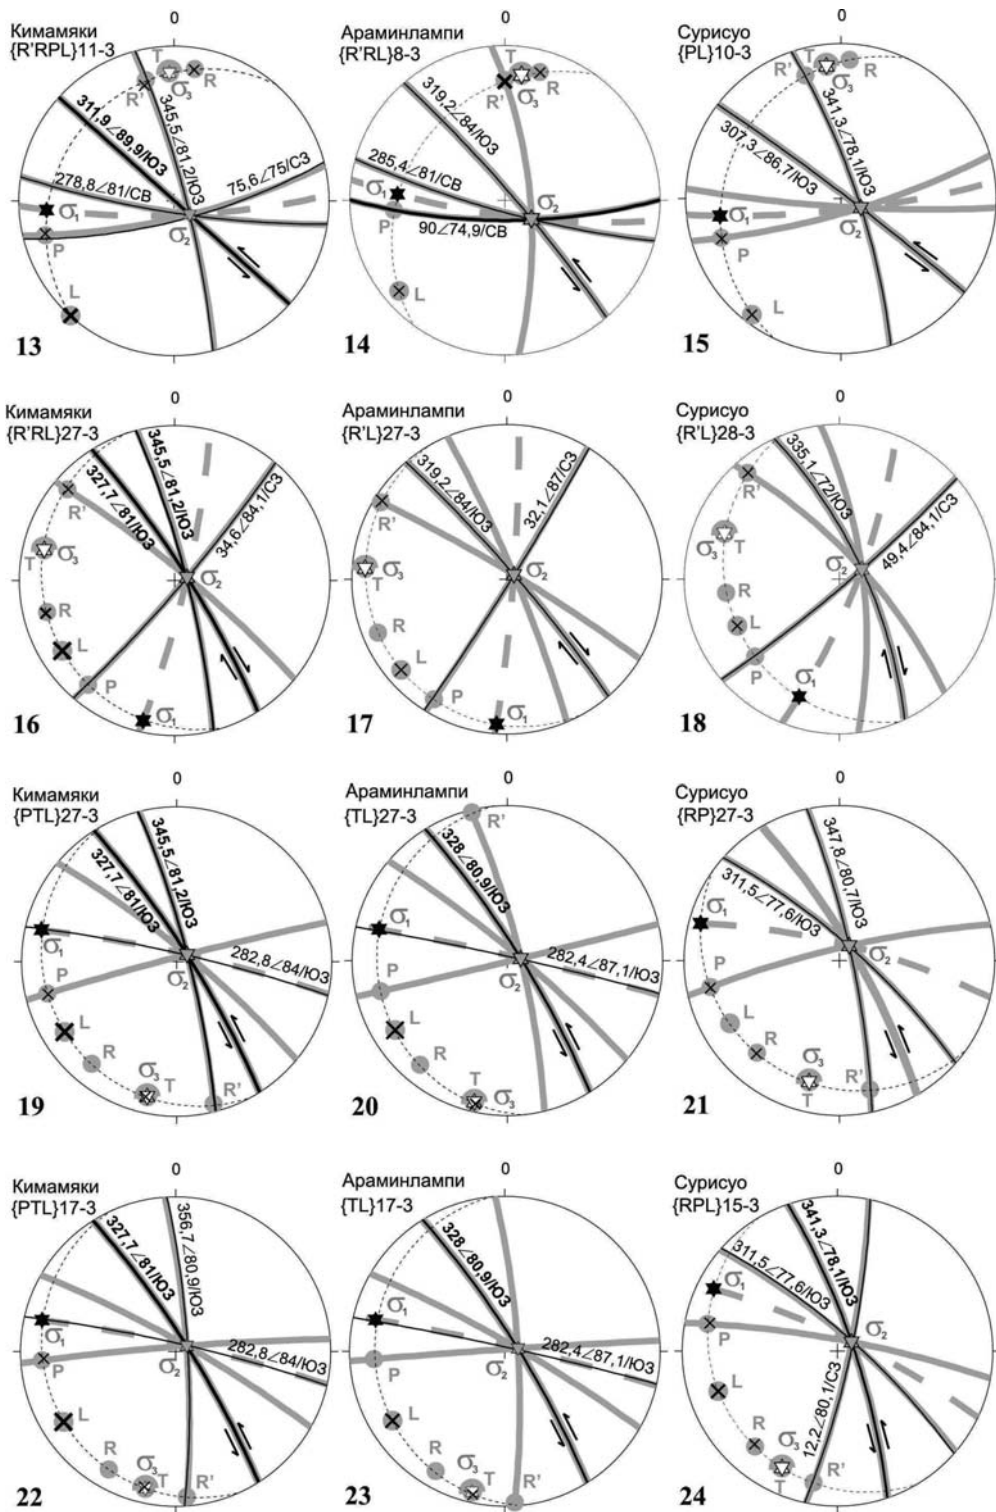 Кимамяки
{R'RPL}11-3
0
T
R
σ3
R'
311,9∠89,9/ЮЗ
345,5∠81,2/ЮЗ
278,8∠81/СВ
75,6∠75/СЗ
σ1
σ2
P
L
13
Араминлампи
{R'RL}8-3
0
T
R
σ3
R'
319,2∠84/ЮЗ
285,4∠81/СВ
σ1
σ2
P
90∠74,9/СВ
L
14
Сурисуо
{PL}10-3
0
T
R
R'
σ3
341,3∠78,1/ЮЗ
307,3∠86,7/ЮЗ
σ1
σ2
P
L
15
Кимамяки
{R'RL}27-3
0
345,5∠81,2/ЮЗ
327,7∠81/ЮЗ
34,6∠84,1/СЗ
R'
σ3
T
σ2
R
L
P
σ1
16
Араминлампи
{R'L}27-3
0
319,2∠84/ЮЗ
32,1∠87/СЗ
R'
σ3
T
σ2
R
L
P
σ1
17
Сурисуо
{R'L}28-3
0
335,1∠72/ЮЗ
49,4∠84,1/СЗ
R'
σ3
T
σ2
R
L
P
σ1
18
Кимамяки
{PTL}27-3
0
345,5∠81,2/ЮЗ
327,7∠81/ЮЗ
σ1
282,8∠84/ЮЗ
P
σ2
L
R
σ3
T
R'
19
Араминлампи
{TL}27-3
0
R'
328∠80,9/ЮЗ
σ1
282,4∠87,1/ЮЗ
P
σ2
L
R
T
σ3
20
Сурисуо
{RP}27-3
0
347,8∠80,7/ЮЗ
311,5∠77,6/ЮЗ
σ1
σ2
P
L
R
σ3
T
R'
21
Кимамяки
{PTL}17-3
0
356,7∠80,9/ЮЗ
327,7∠81/ЮЗ
σ1
282,8∠84/ЮЗ
P
σ2
L
R
σ3
T
R'
22
Араминлампи
{TL}17-3
0
328∠80,9/ЮЗ
σ1
282,4∠87,1/ЮЗ
P
σ2
L
R
σ3
T
R'
23
Сурисуо
{RPL}15-3
0
341,3∠78,1/ЮЗ
311,5∠77,6/ЮЗ
σ1
P
σ2
L
12,2∠80,1/СЗ
R
σ3
T
R'
24